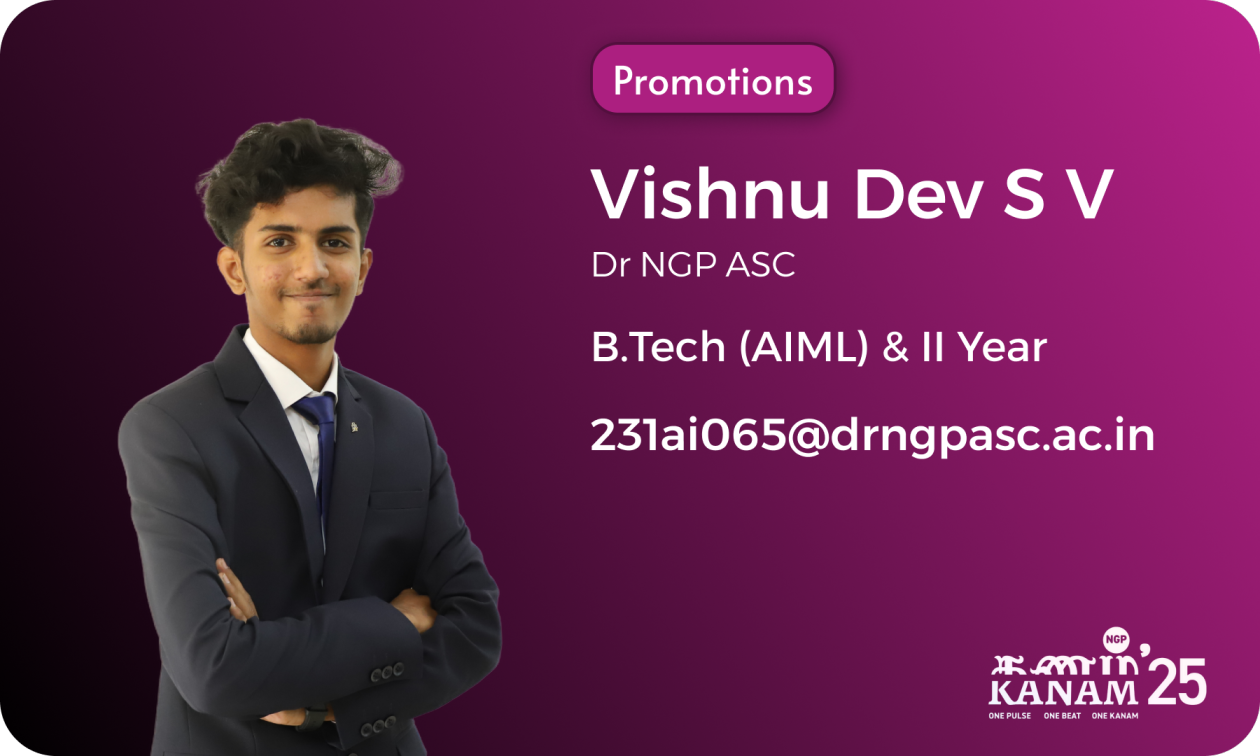 Promotions
Vishnu Dev S V
Dr NGP ASC
B.Tech (AIML) & II Year
231ai065@drngpasc.ac.in
NGP
KANAM '25
ONE PULSE ONE BEAT ONE KANAM